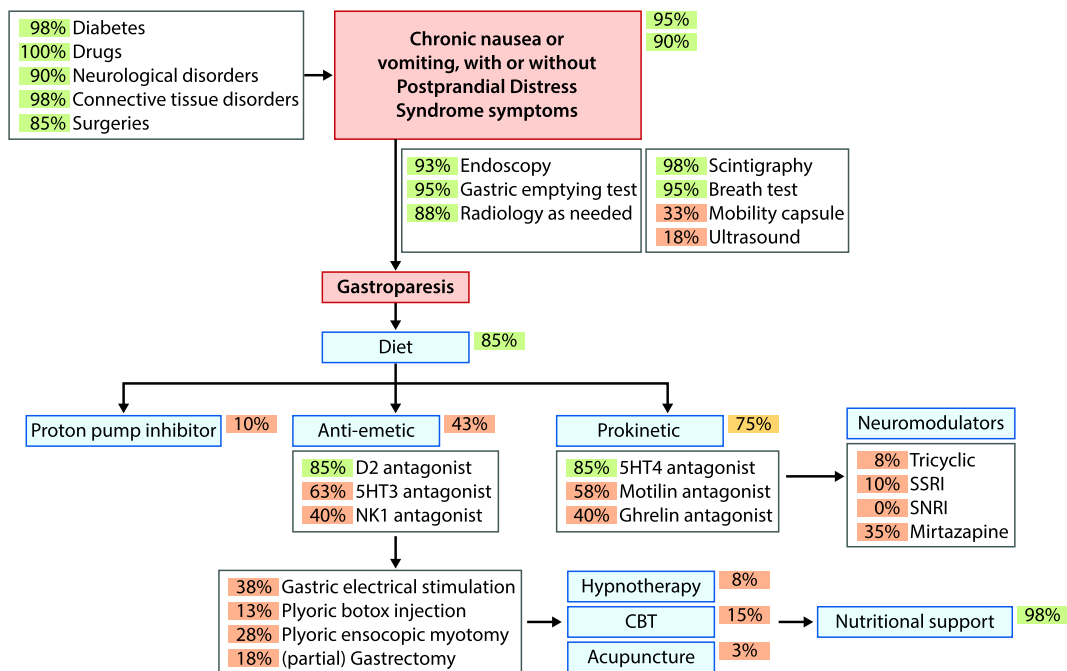 98% Diabetes
100% Drugs
90% Neurological disorders
98% Connective tissue disorders
85% Surgeries
Chronic nausea or
vomiting, with or without
Postprandial Distress
Syndrome symptoms
95%
90%
93% Endoscopy
95% Gastric emptying test
88% Radiology as needed
98% Scintigraphy
95% Breath test
33% Mobility capsule
18% Ultrasound
Gastroparesis
Diet 85%
Proton pump inhibitor 10%
Anti-emetic 43%
85% D2 antagonist
63% 5HT3 antagonist
40% NK1 antagonist
Prokinetic 75%
85% 5HT4 antagonist
58% Motilin antagonist
40% Ghrelin antagonist
Neuromodulators
8% Tricyclic
10% SSRI
0% SNRI
35% Mirtazapine
38% Gastric electrical stimulation
13% Plyoric botox injection
28% Plyoric ensocopic myotomy
18% (partial) Gastrectomy
Hypnotherapy 8%
CBT 15%
Acupuncture 3%
Nutritional support 98%